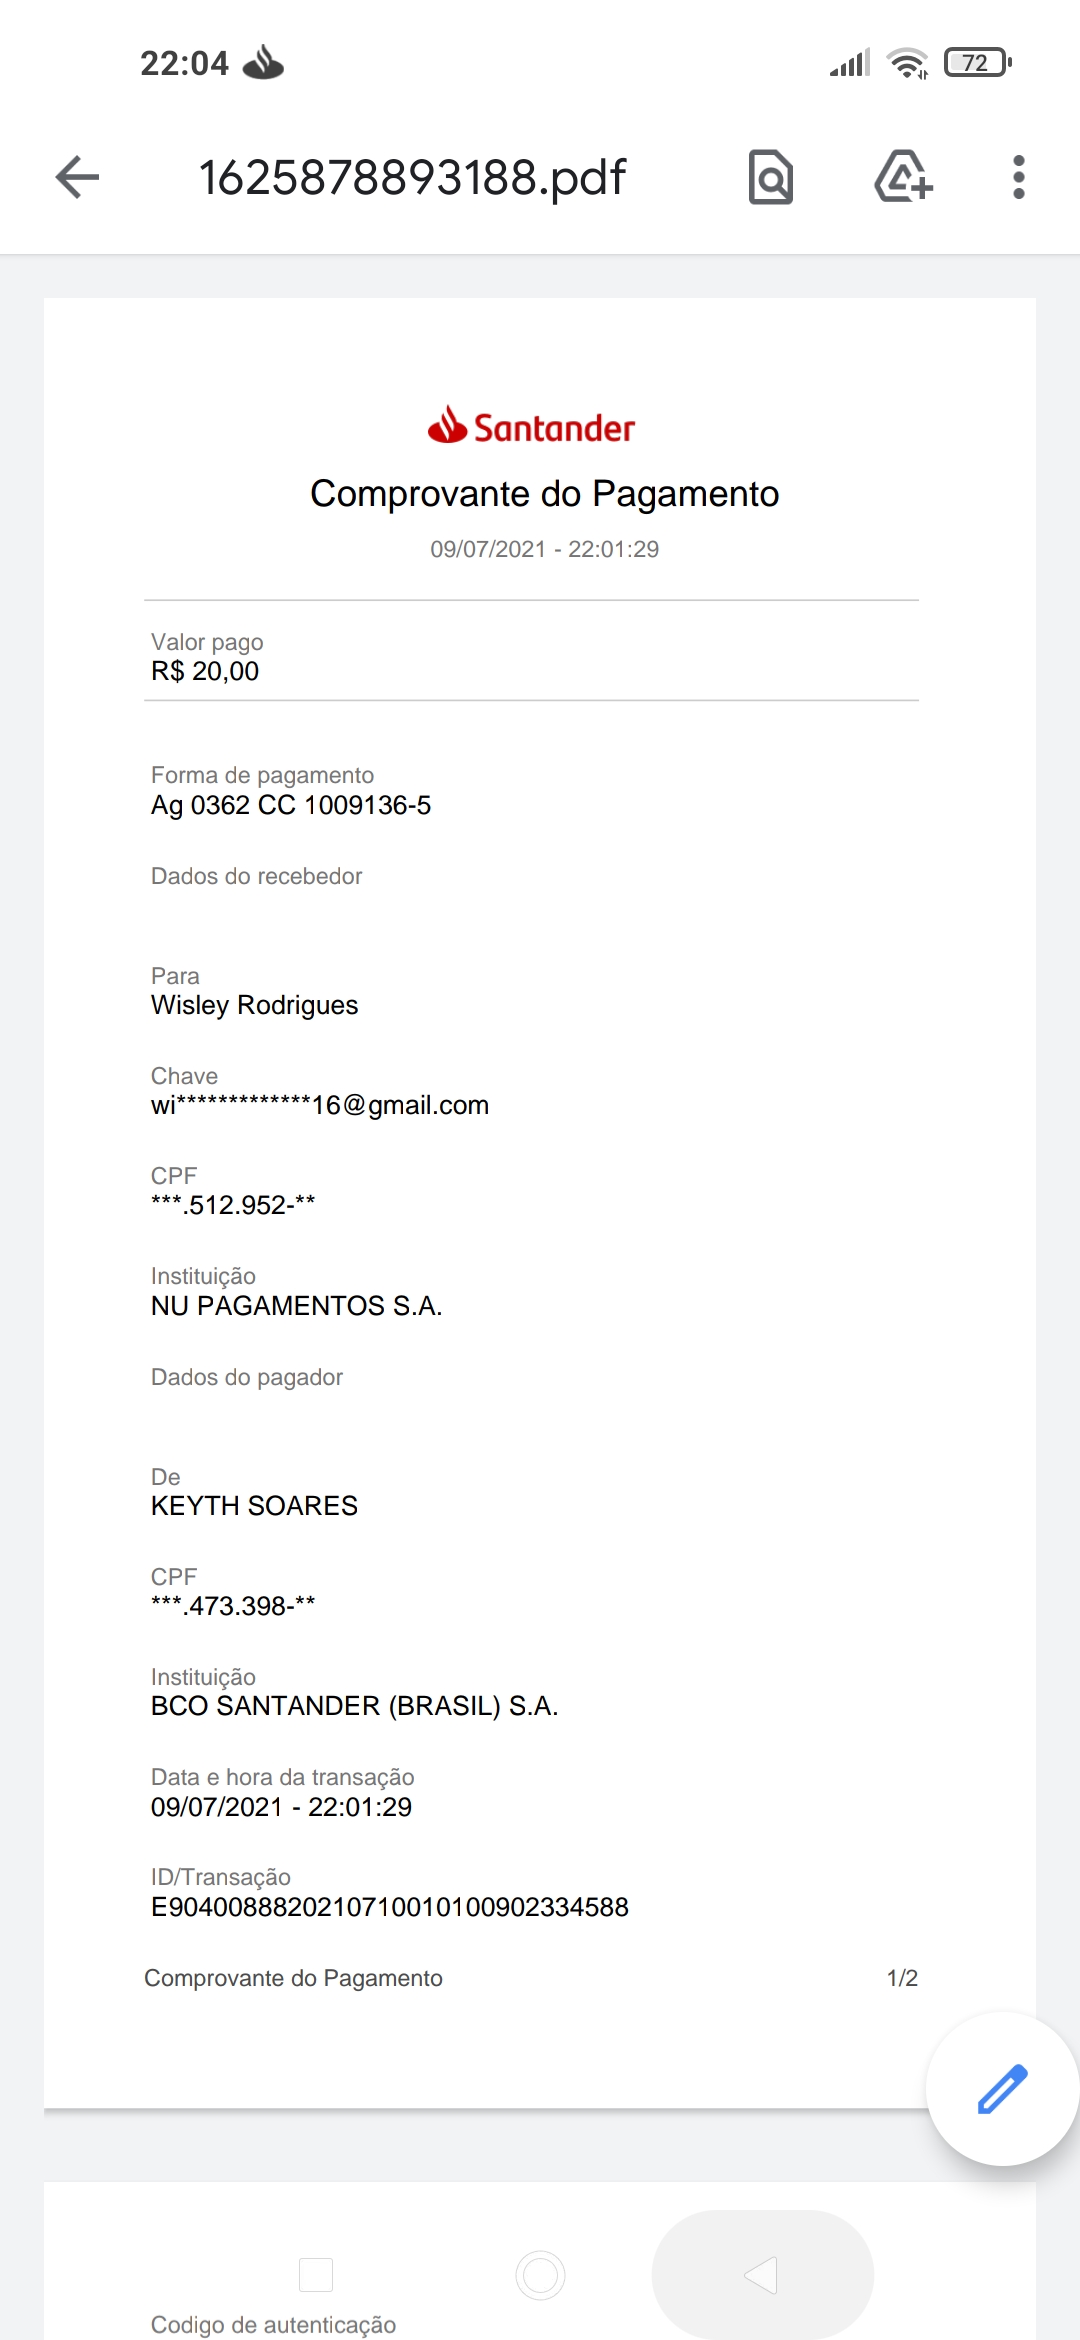 22:04
72
1625878893188.pdf
Santander
Comprovante do Pagamento
09/07/2021 - 22:01:29
Valor pago
R$ 20,00
Forma de pagamento
Ag 0362 CC 1009136-5
Dados do recebedor
Para
Wisley Rodrigues
Chave
wi*************16@gmail.com
CPF
***.512.952-**
Instituição
NU PAGAMENTOS S.A.
Dados do pagador
De
KEYTH SOARES
CPF
***.473.398-**
Instituição
BCO SANTANDER (BRASIL) S.A.
Data e hora da transação
09/07/2021 - 22:01:29
ID/Transação
E9040088820210710010100902334588
Comprovante do Pagamento 1/2
Codigo de autenticação